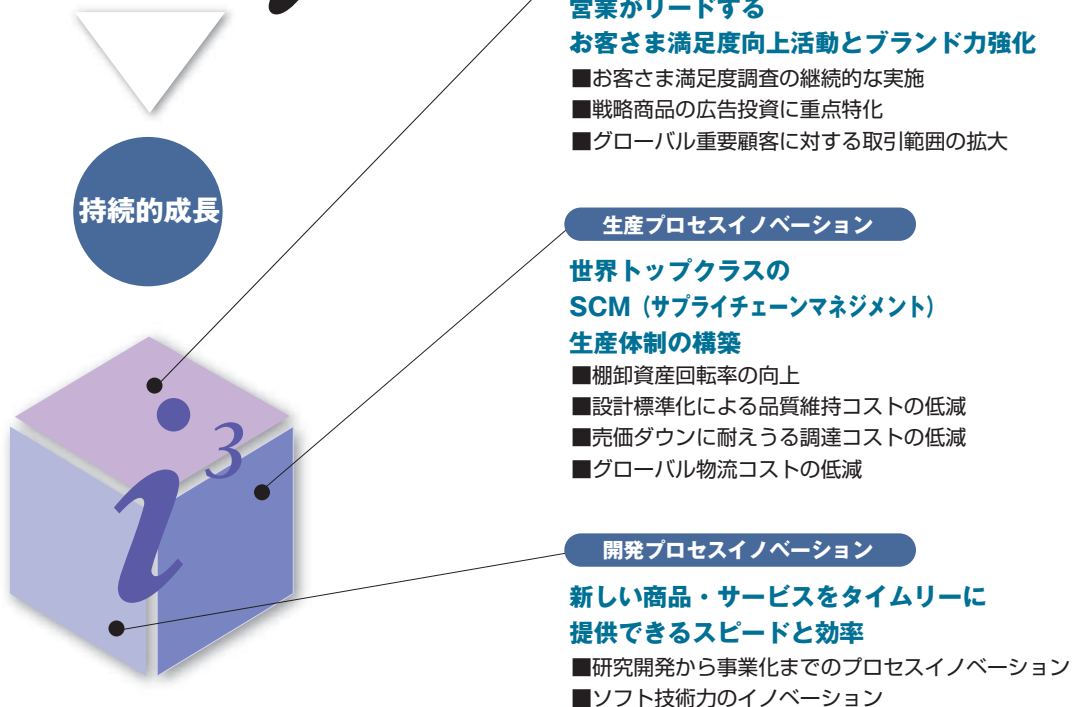 営業がリードする
お客さま満足度向上活動とブランド力強化
■お客さま満足度調査の継続的な実施
■戦略商品の広告投資に重点特化
■グローバル重要顧客に対する取引範囲の拡大
持続的成長
生産プロセスイノベーション
世界トップクラスの
SCM（サプライチェーンマネジメント）
生産体制の構築
■棚卸資産回転率の向上
■設計標準化による品質維持コストの低減
■売価ダウンに耐えうる調達コストの低減
■グローバル物流コストの低減
i3
開発プロセスイノベーション
新しい商品・サービスをタイムリーに
提供できるスピードと効率
■研究開発から事業化までのプロセスイノベーション
■ソフト技術力のイノベーション